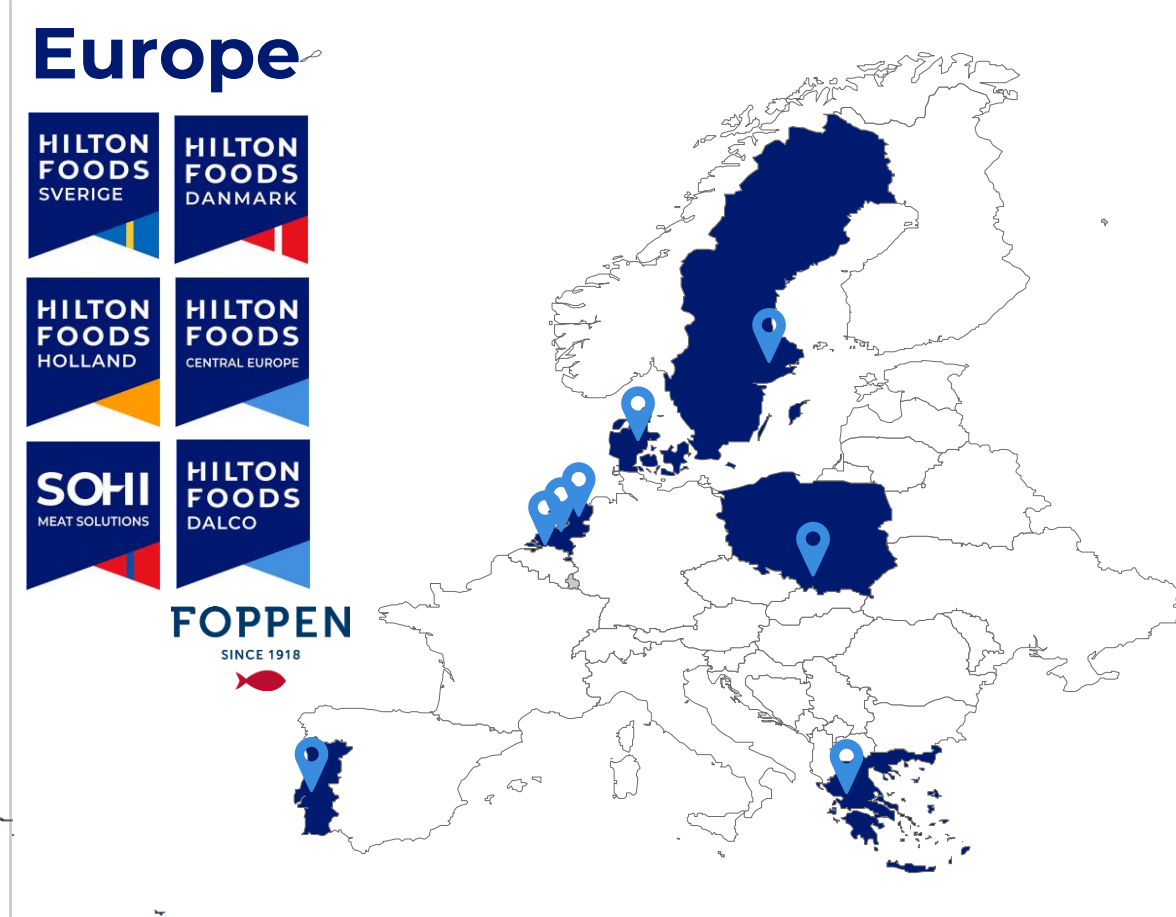 Europe
HILTON
FOODS
SVERIGE
HILTON
FOODS
DANMARK
HILTON
FOODS
HOLLAND
HILTON
FOODS
CENTRAL EUROPE
SOHI
MEAT SOLUTIONS
HILTON
FOODS
DALCO
FOPPEN
SINCE 1918